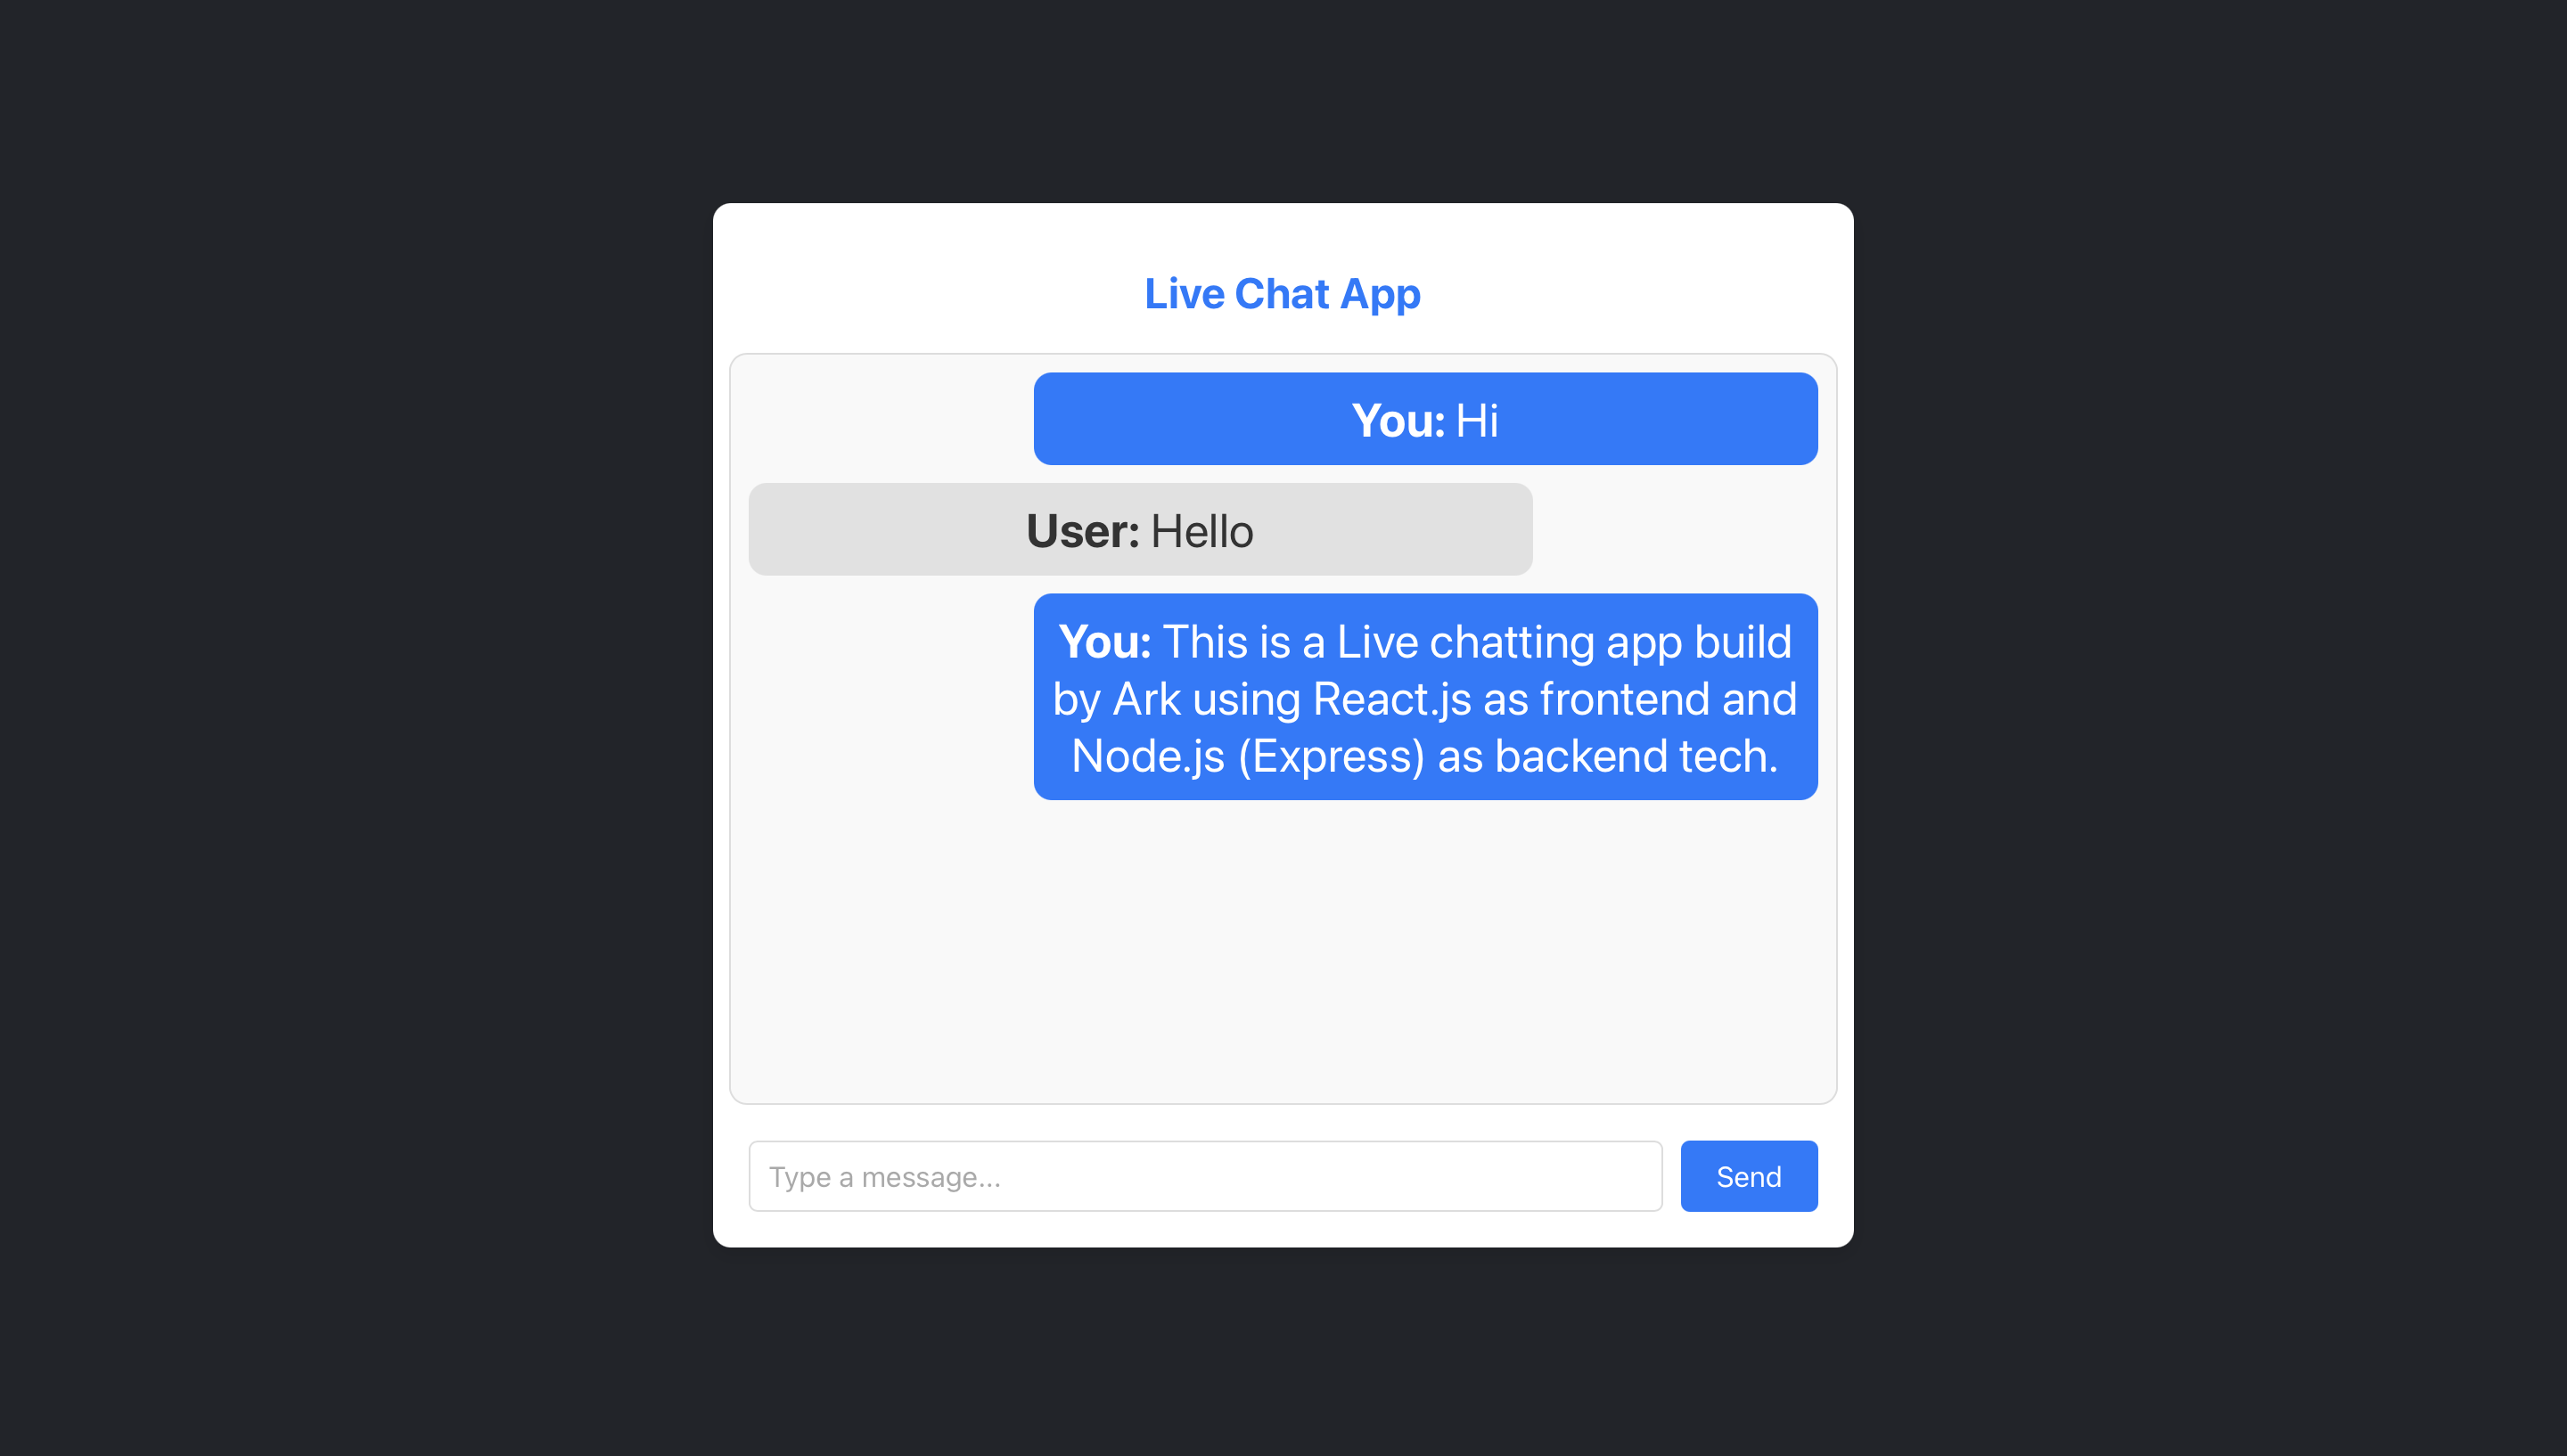 Live Chat App
You: Hi
User: Hello
You: This is a Live chatting app build
by Ark using React.js as frontend and
Node.js (Express) as backend tech.
Type a message...
Send